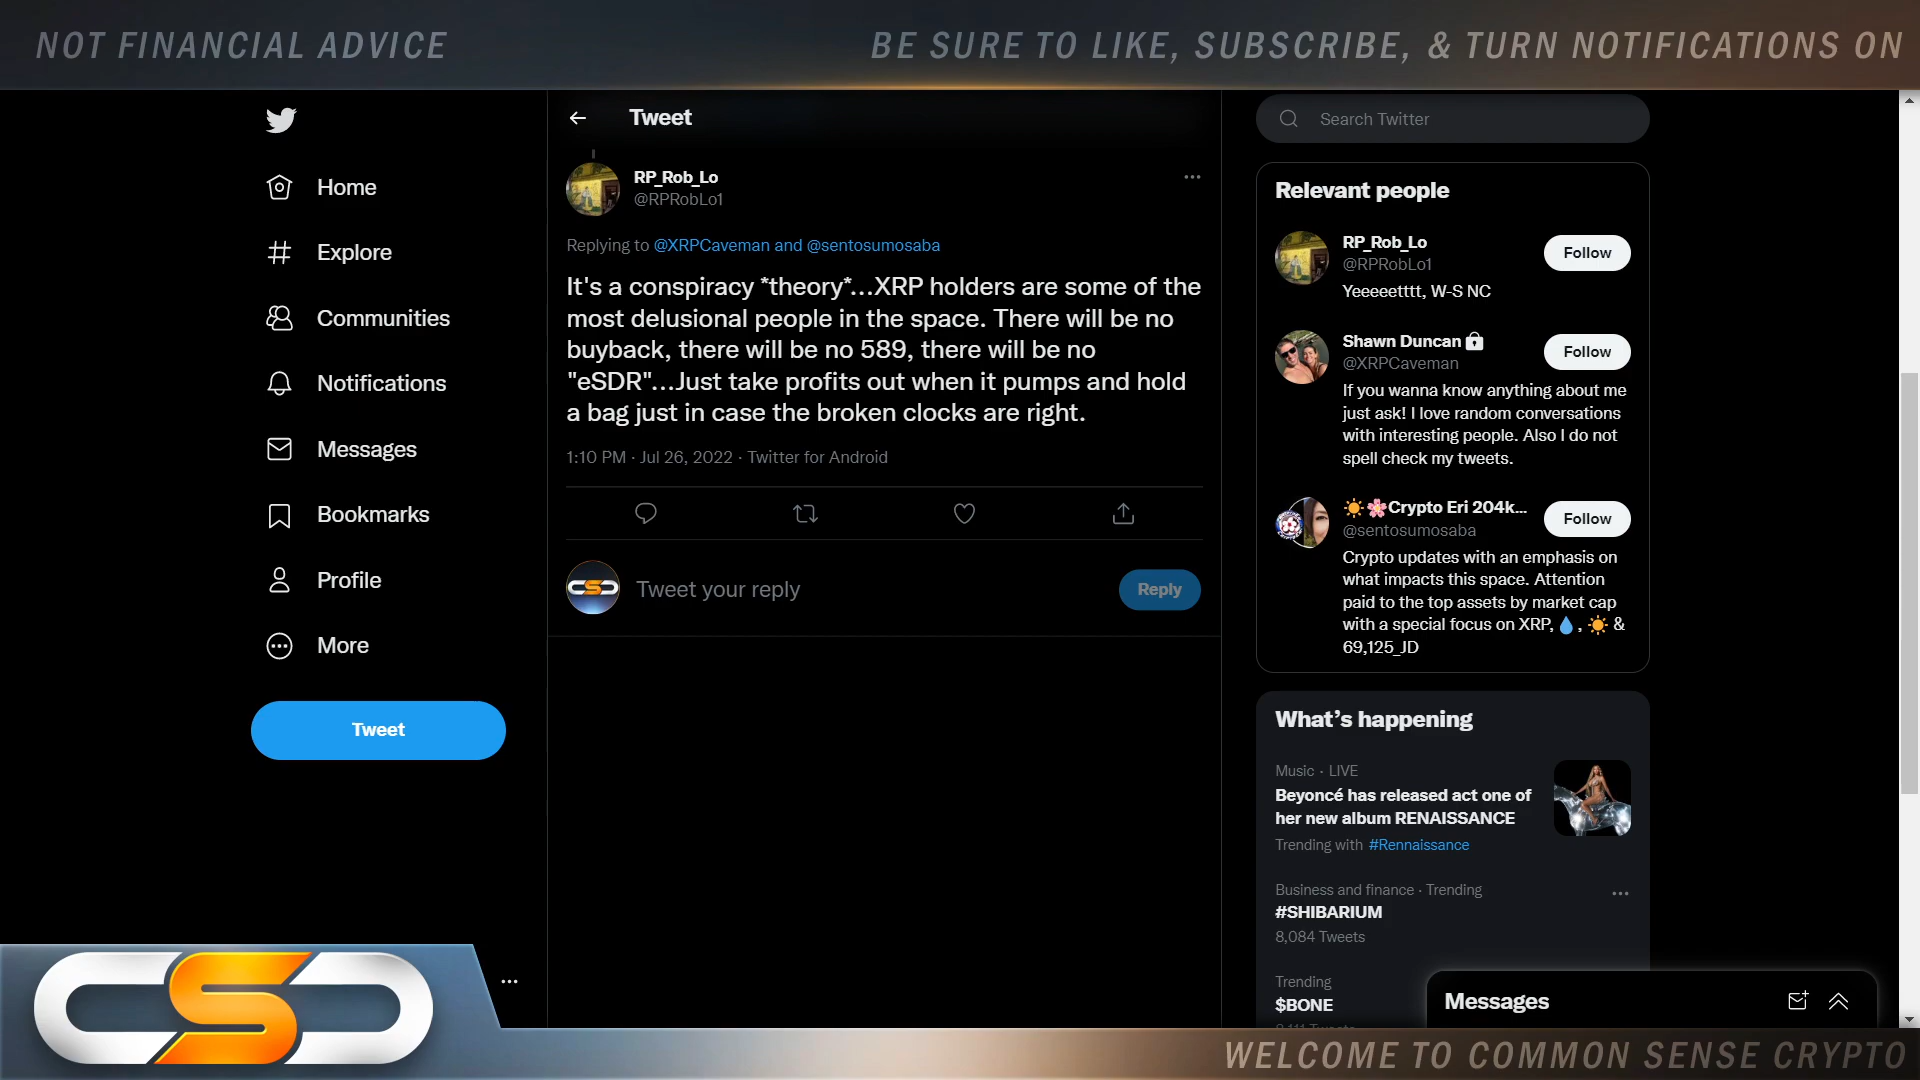 NOT FINANCIAL ADVICE
BE SURE TO LIKE, SUBSCRIBE, & TURN NOTIFICATIONS ON
Home
Explore
Communities
Notifications
Messages
Bookmarks
Profile
More
Tweet
Tweet
RP_Rob_Lo
@RPRobLo1
Replying to @XRPCaveman and @sentosumosaba
It's a conspiracy *theory*...XRP holders are some of the
most delusional people in the space. There will be no
buyback, there will be no 589, there will be no
"eSDR"...Just take profits out when it pumps and hold
a bag just in case the broken clocks are right.
1:10 PM · Jul 26, 2022 · Twitter for Android
Tweet your reply
Reply
Search Twitter
Relevant people
RP_Rob_Lo
@RPRobLo1
Follow
Yeeeeetttt, W-S NC
Shawn Duncan
@XRPCaveman
Follow
If you wanna know anything about me
just ask! I love random conversations
with interesting people. Also I do not
spell check my tweets.
☀️🌸Crypto Eri 204k...
@sentosumosaba
Follow
Crypto updates with an emphasis on
what impacts this space. Attention
paid to the top assets by market cap
with a special focus on XRP, 💧, ☀️ &
69,125_JD
What's happening
Music · LIVE
Beyoncé has released act one of
her new album RENAISSANCE
Trending with #Rennaissance
Business and finance · Trending
#SHIBARIUM
8,084 Tweets
Trending
$BONE
Messages
CSC
WELCOME TO COMMON SENSE CRYPTO